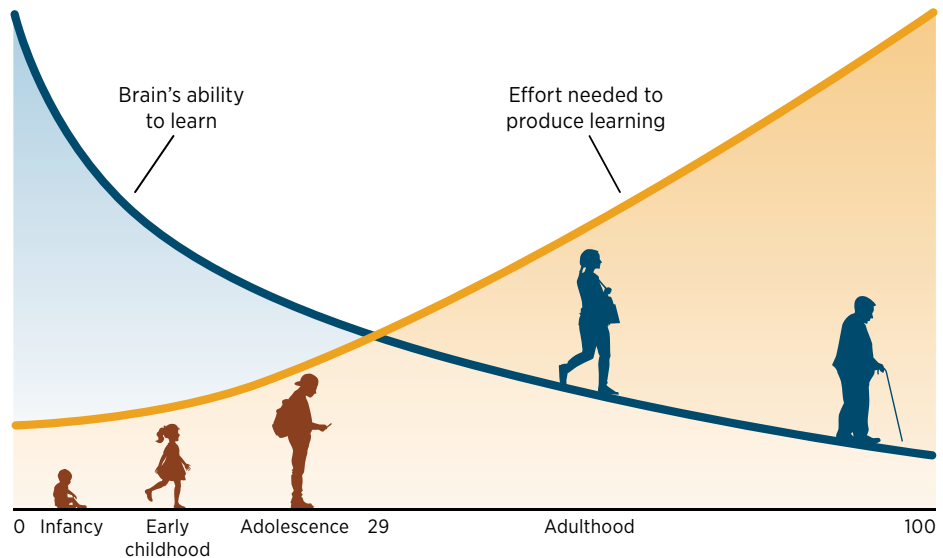 Brain’s ability
to learn
Effort needed to
produce learning
0 Infancy Early Adolescence 29 Adulthood 100
childhood